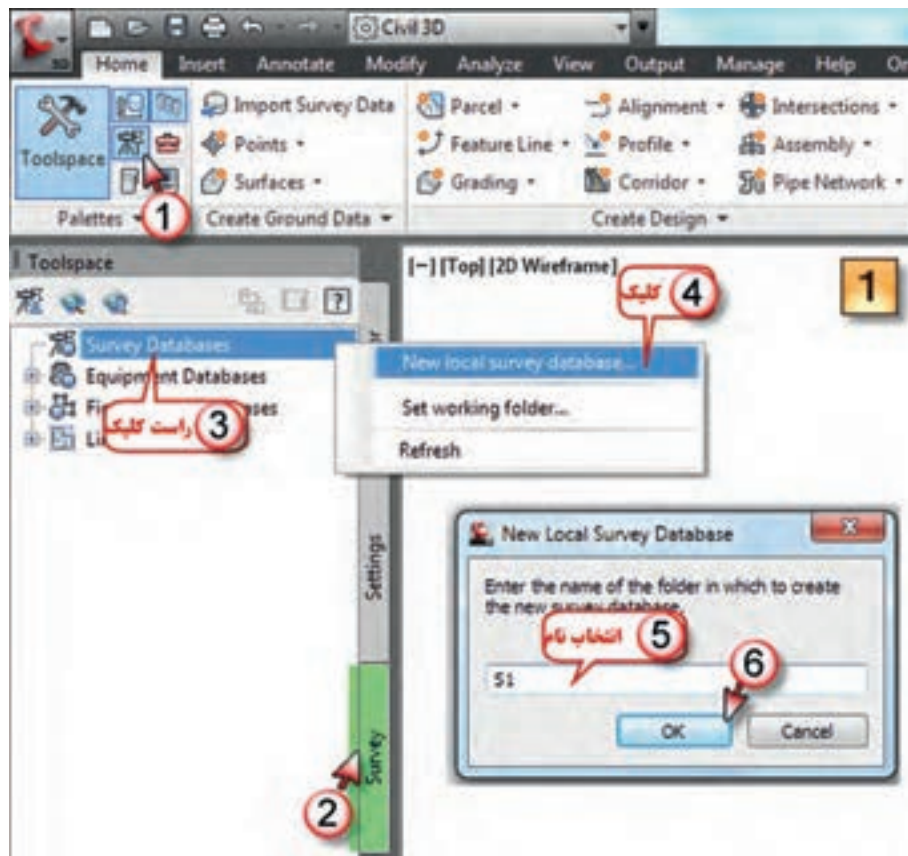 Civil 3D
Home Insert Annotate Modify Analyze View Output Manage Help
Toolspace
Import Survey Data
Points
Surfaces
Parcel
Feature Line
Grading
Alignment
Profile
Corridor
Intersections
Assembly
Pipe Network
Palettes
1
Create Ground Data
Create Design
Toolspace
[-] [Top] [2D Wireframe]
4 کلیک
1
Survey Databases
New local survey database...
Equipment Databases
Set working folder...
3 راست کلیک
Refresh
Settings
New Local Survey Database
Enter the name of the folder in which to create
the new survey database.
5 انتخاب نام
S1
6
OK
Cancel
Survey
2